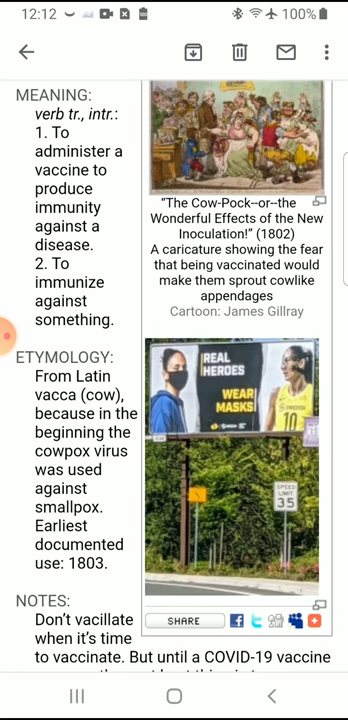 12:12
100%
MEANING:
verb tr., intr.:
1. To
administer a
vaccine to
produce
immunity
against a
disease.
2. To
immunize
against
something.
ETYMOLOGY:
From Latin
vacca (cow),
because in the
beginning the
cowpox virus
was used
against
smallpox.
Earliest
documented
use: 1803.
NOTES:
Don’t vacillate
when it’s time
to vaccinate. But until a COVID-19 vaccine
“The Cow-Pock--or--the
Wonderful Effects of the New
Inoculation!” (1802)
A caricature showing the fear
that being vaccinated would
make them sprout cowlike
appendages
Cartoon: James Gillray
REAL
HEROES
WEAR
MASKS
10
SPEED
LIMIT
35
SHARE